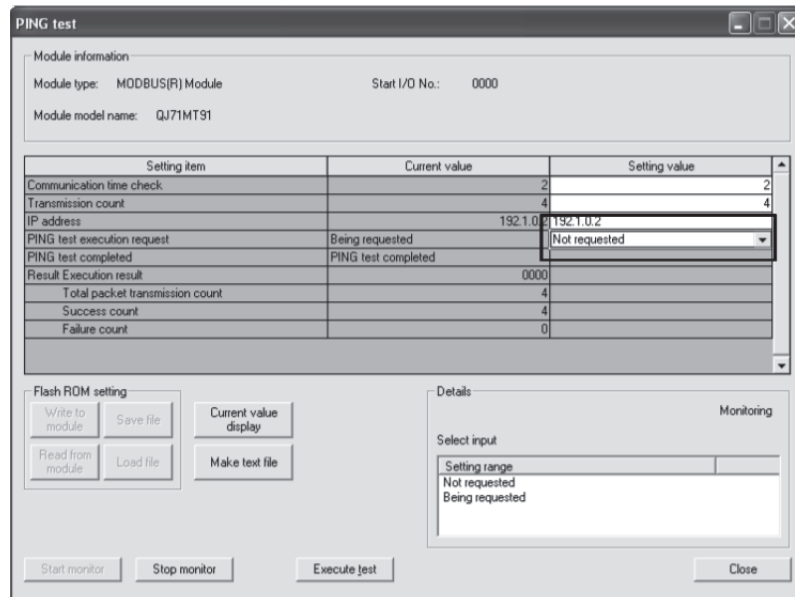 PING test
Module information
Module type: MODBUS(R) Module Start I/O No.: 0000
Module model name: QJ71MT91
Setting item Current value Setting value
Communication time check 2 2
Transmission count 4 4
IP address 192.1.0.2 192.1.0.2
PING test execution request Being requested Not requested
PING test completed PING test completed
Result Execution result 0000
Total packet transmission count 4
Success count 4
Failure count 0
Flash ROM setting
Write to module Save file Current value display
Read from module Load file Make text file
Details
Monitoring
Select input
Setting range
Not requested
Being requested
Start monitor Stop monitor Execute test Close